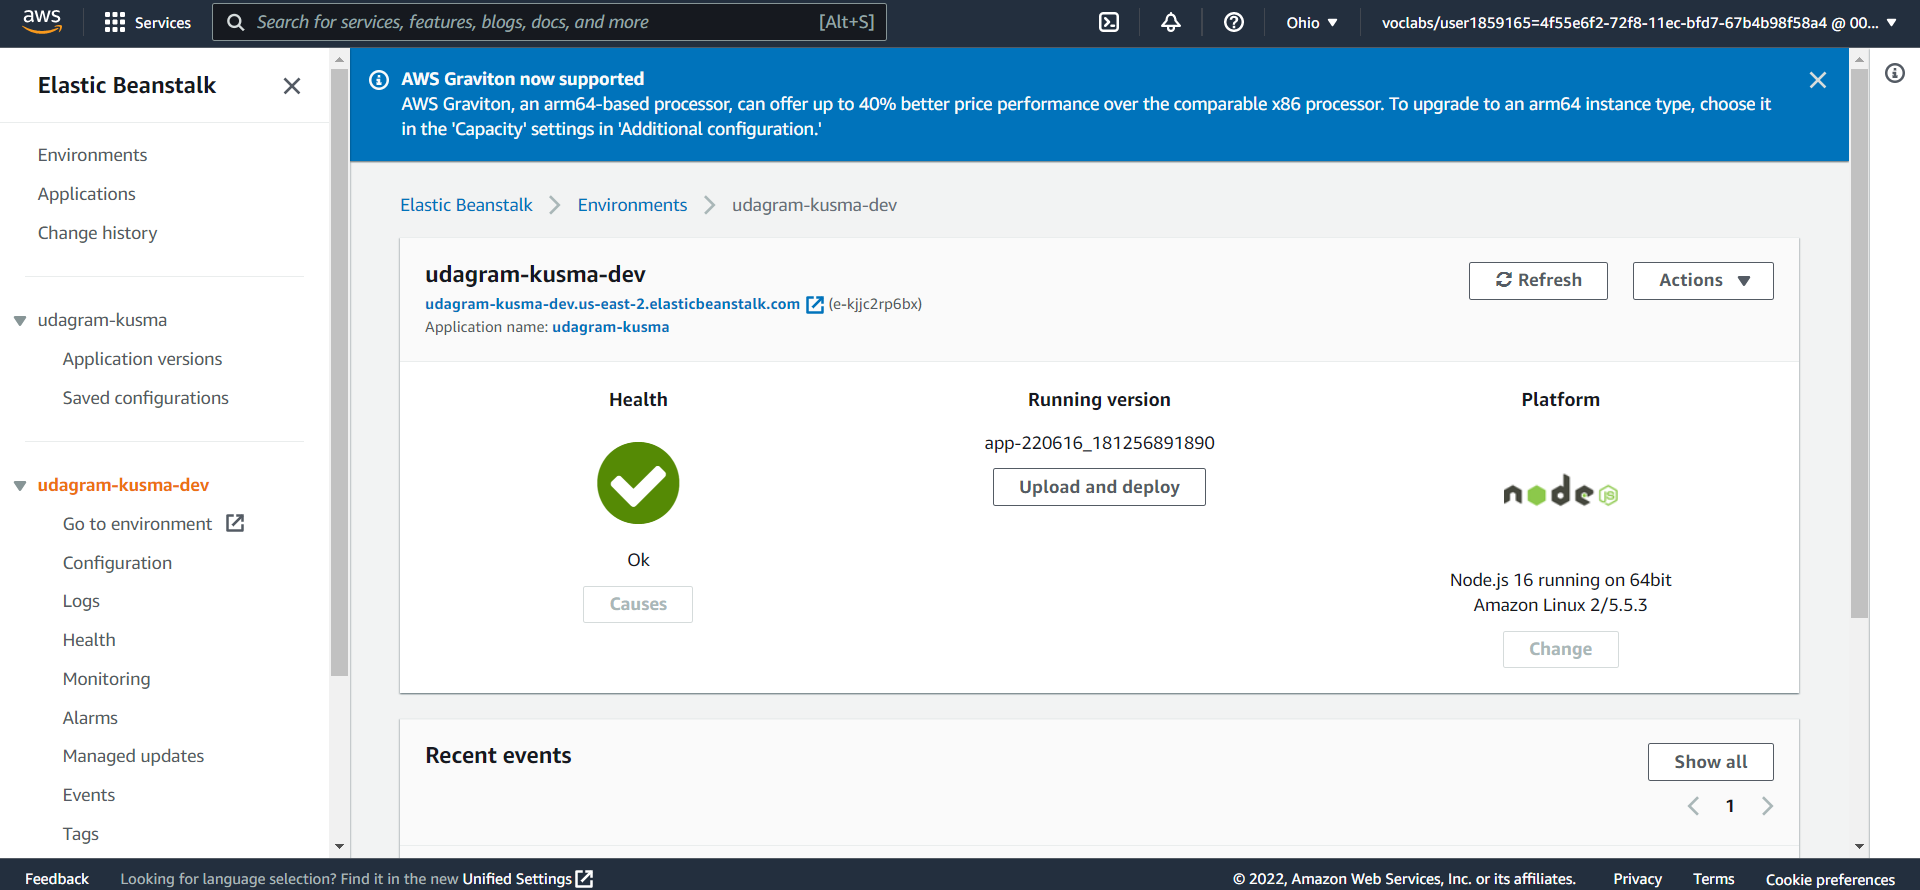 aws
Services
Search for services, features, blogs, docs, and more [Alt+S]
Ohio
voclabs/user1859165=4f55e6f2-72f8-11ec-bfd7-67b4b98f58a4 @ 00...
Elastic Beanstalk
Environments
Applications
Change history
udagram-kusma
Application versions
Saved configurations
udagram-kusma-dev
Go to environment
Configuration
Logs
Health
Monitoring
Alarms
Managed updates
Events
Tags
AWS Graviton now supported
AWS Graviton, an arm64-based processor, can offer up to 40% better price performance over the comparable x86 processor. To upgrade to an arm64 instance type, choose it
in the 'Capacity' settings in 'Additional configuration.'
Elastic Beanstalk Environments udagram-kusma-dev
udagram-kusma-dev
udagram-kusma-dev.us-east-2.elasticbeanstalk.com (e-kjjc2rp6bx)
Application name: udagram-kusma
Refresh
Actions
Health
Ok
Causes
Running version
app-220616_181256891890
Upload and deploy
Platform
node JS
Node.js 16 running on 64bit
Amazon Linux 2/5.5.3
Change
Recent events
Show all
1
Feedback
Looking for language selection? Find it in the new Unified Settings
© 2022, Amazon Web Services, Inc. or its affiliates.
Privacy
Terms
Cookie preferences